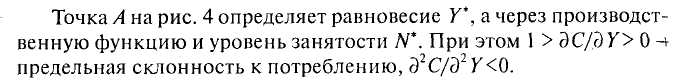 Точка A на рис. 4 определяет равновесие Y*, а через производст-
венную функцию и уровень занятости N*. При этом 1 > ∂C/∂Y > 0 –
предельная склонность к потреблению, ∂²C/∂²Y<0.